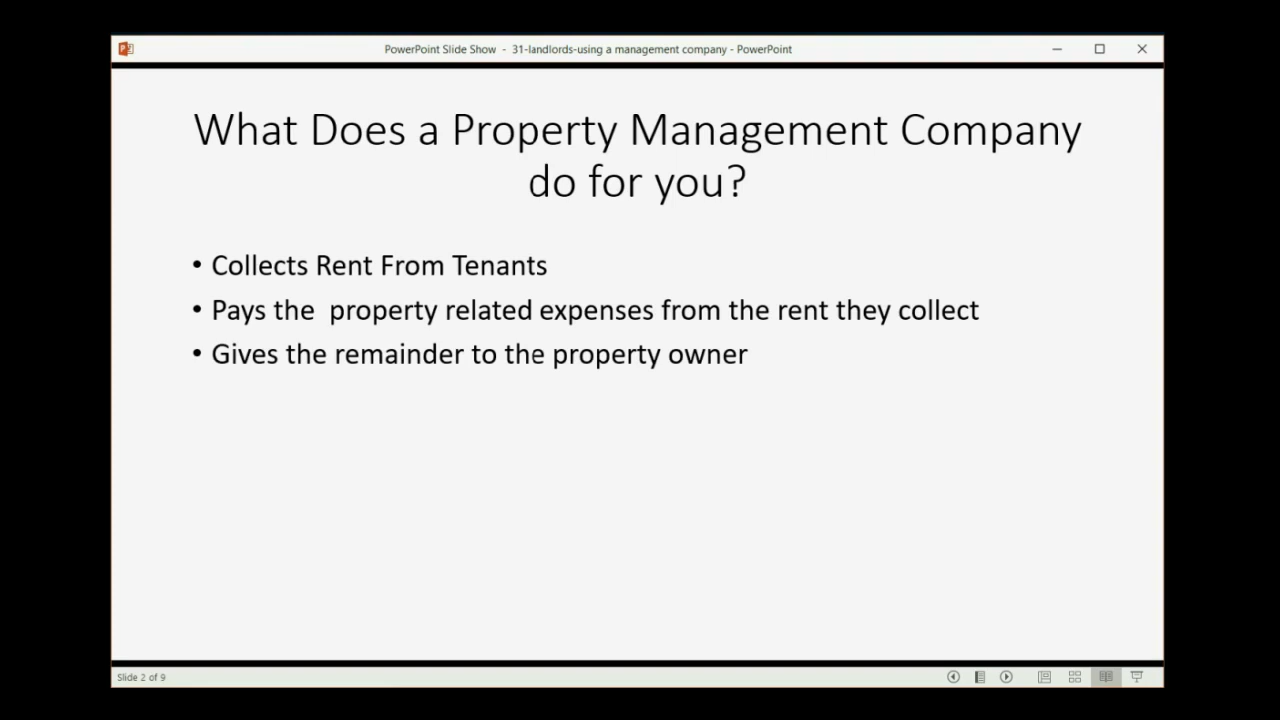 PowerPoint Slide Show - 31-landlords-using a management company - PowerPoint
What Does a Property Management Company
do for you?
• Collects Rent From Tenants
• Pays the  property related expenses from the rent they collect
• Gives the remainder to the property owner
Slide 2 of 9